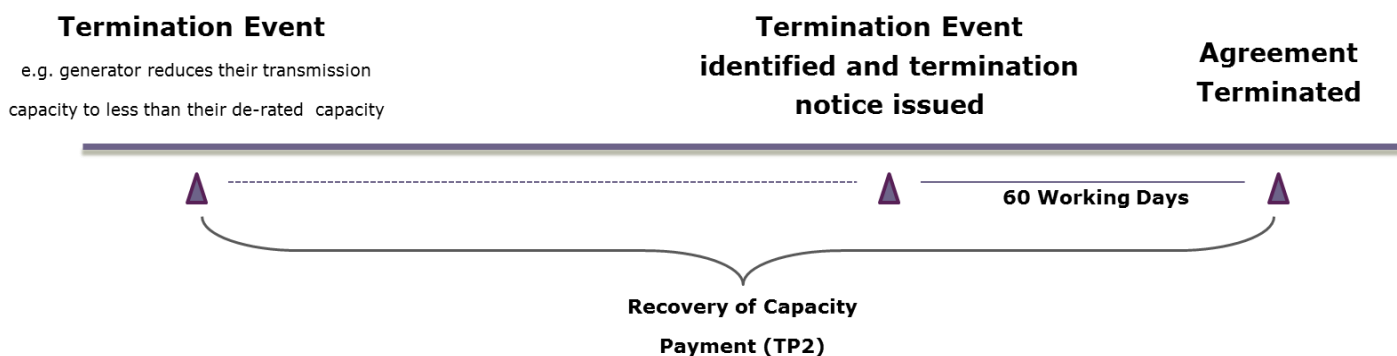 Termination Event
e.g. generator reduces their transmission
capacity to less than their de-rated capacity
Termination Event
identified and termination
notice issued
Agreement
Terminated
60 Working Days
Recovery of Capacity
Payment (TP2)